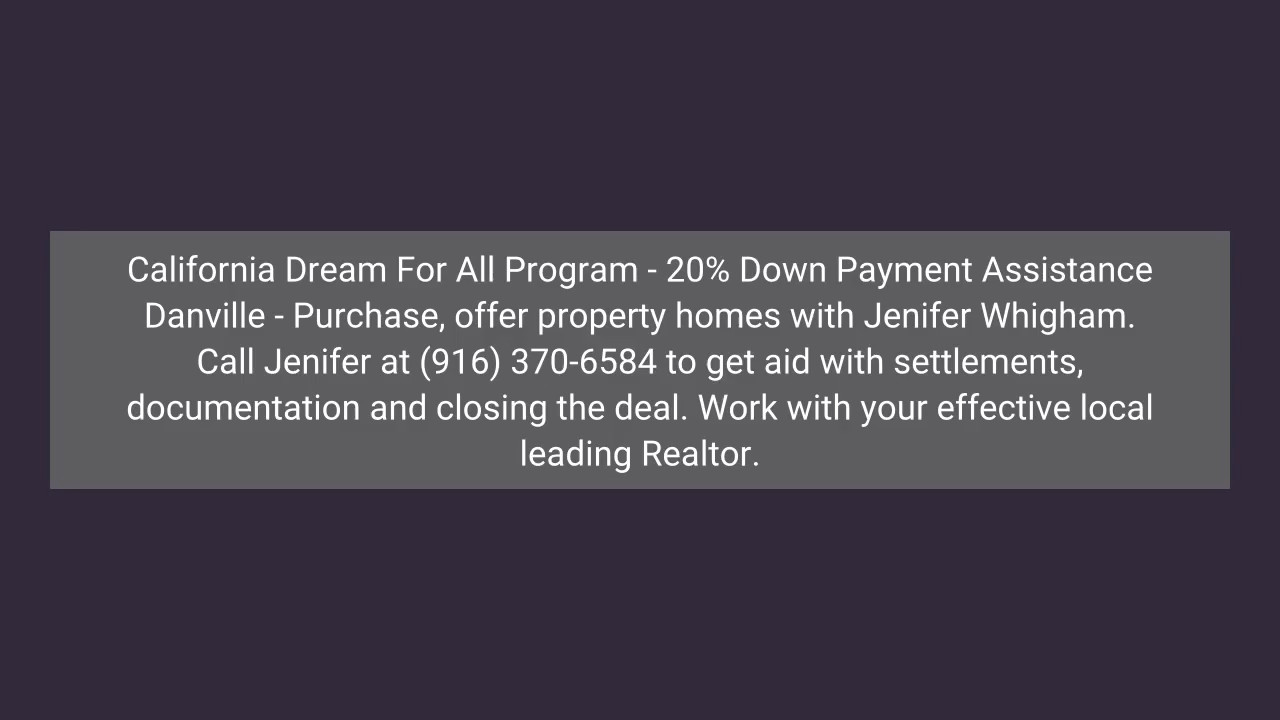 California Dream For All Program - 20% Down Payment Assistance
Danville - Purchase, offer property homes with Jenifer Whigham.
Call Jenifer at (916) 370-6584 to get aid with settlements,
documentation and closing the deal. Work with your effective local
leading Realtor.